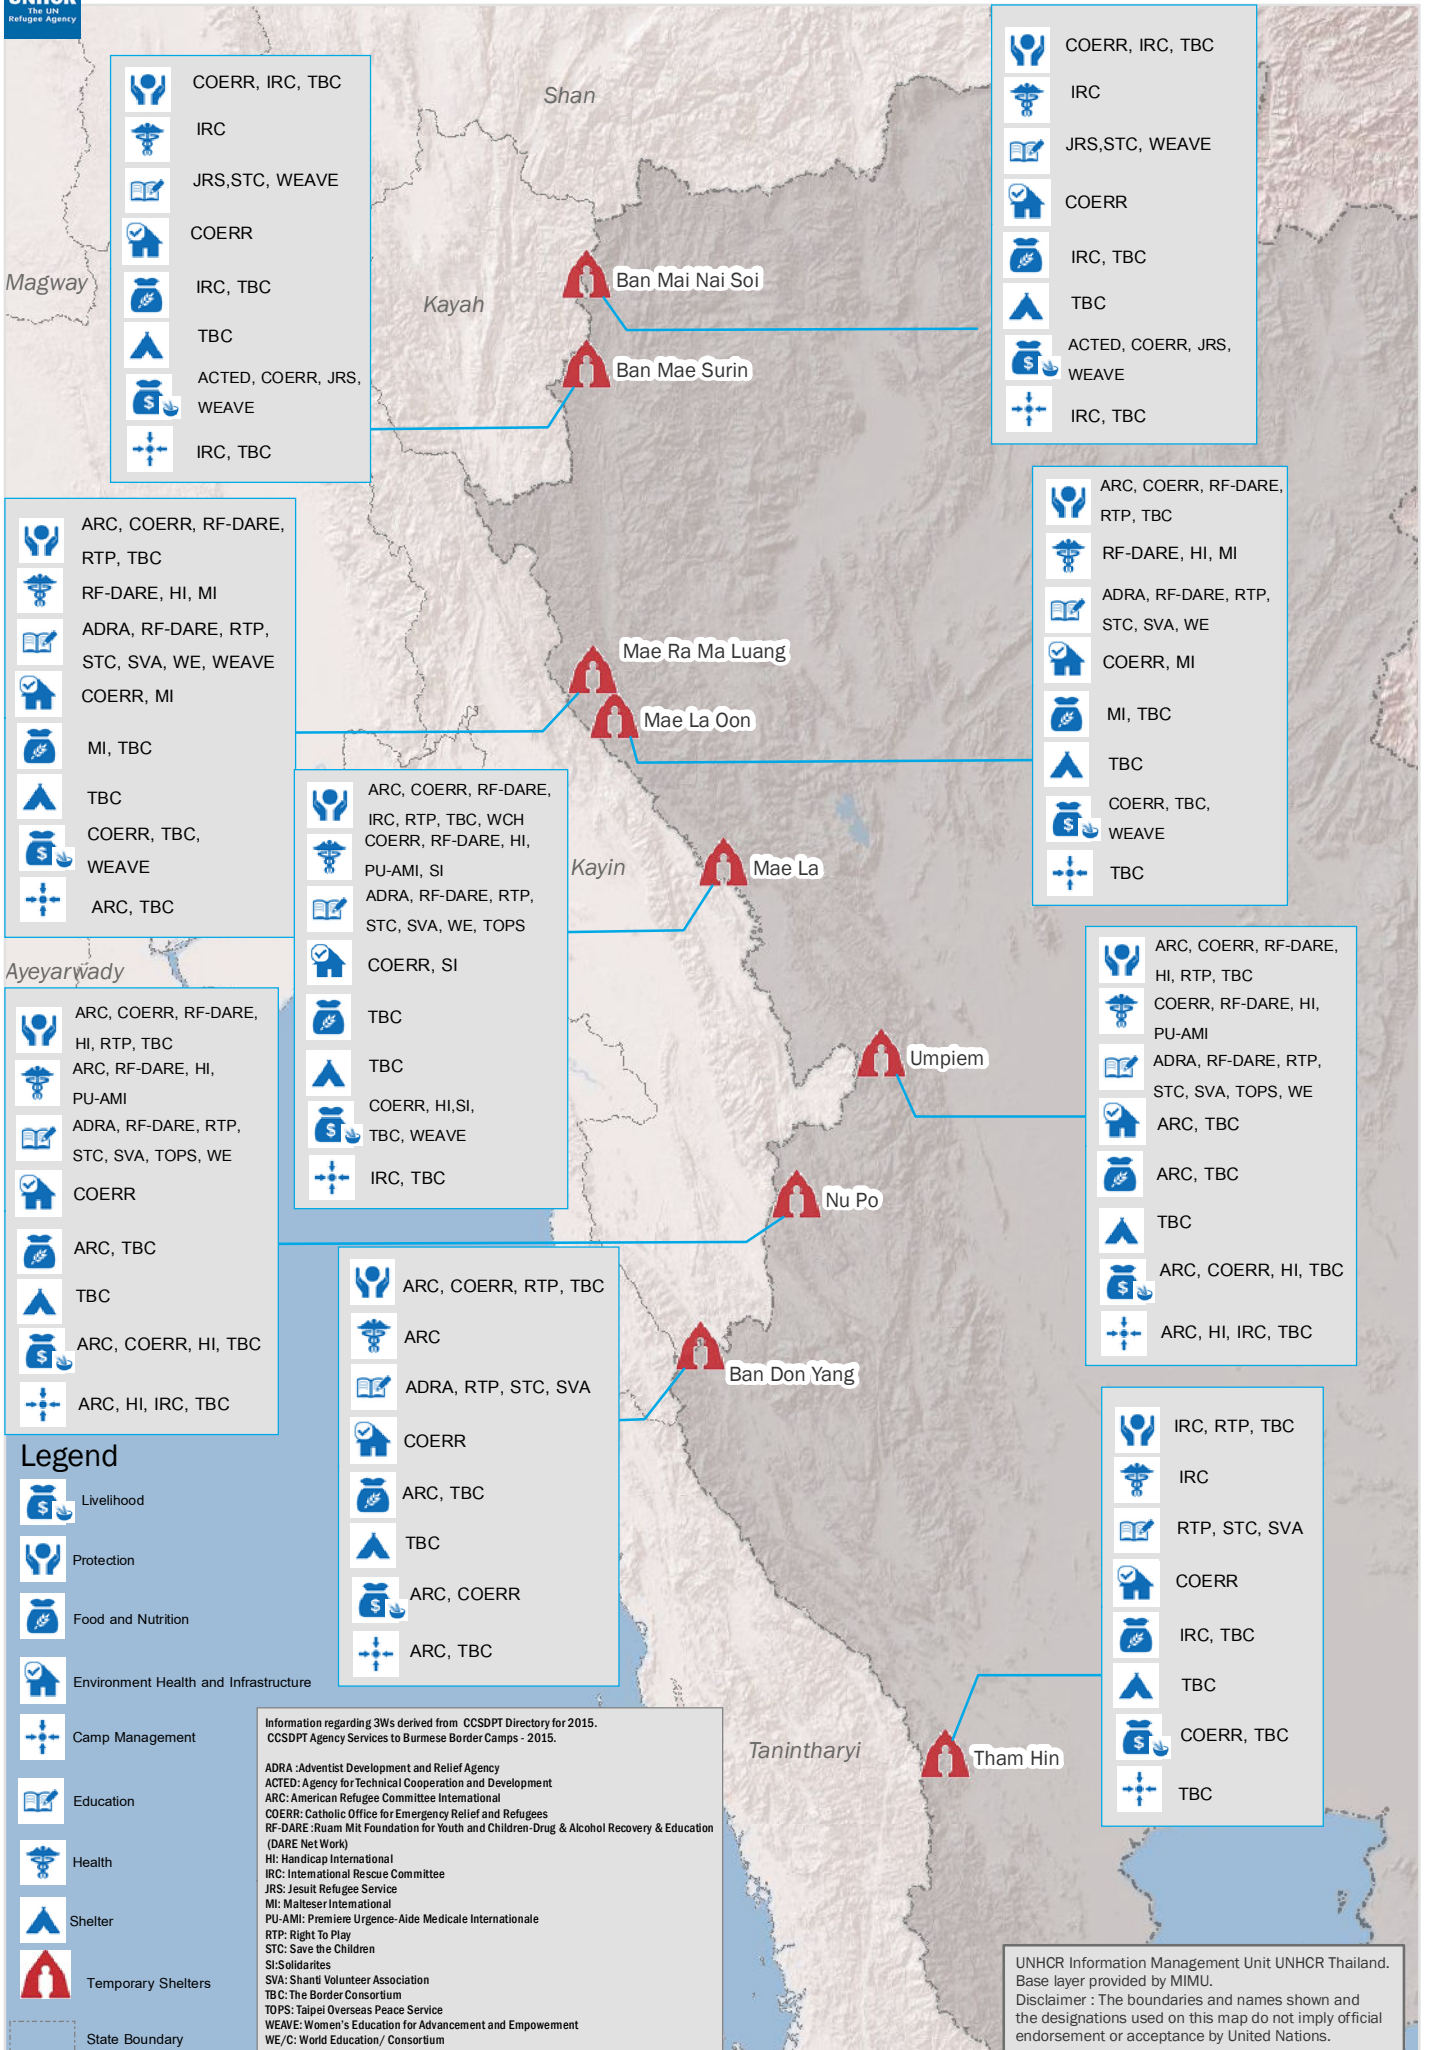 UNHCR
The UN
Refugee Agency
COERR, IRC, TBC
IRC
JRS,STC, WEAVE
COERR
IRC, TBC
TBC
ACTED, COERR, JRS,
WEAVE
IRC, TBC
COERR, IRC, TBC
IRC
JRS,STC, WEAVE
COERR
IRC, TBC
TBC
ACTED, COERR, JRS,
WEAVE
IRC, TBC
Shan
Magway
Kayah
Ban Mai Nai Soi
Ban Mae Surin
ARC, COERR, RF-DARE,
RTP, TBC
RF-DARE, HI, MI
ADRA, RF-DARE, RTP,
STC, SVA, WE, WEAVE
COERR, MI
MI, TBC
TBC
COERR, TBC,
WEAVE
ARC, TBC
ARC, COERR, RF-DARE,
RTP, TBC
RF-DARE, HI, MI
ADRA, RF-DARE, RTP,
STC, SVA, WE
COERR, MI
MI, TBC
TBC
COERR, TBC,
WEAVE
TBC
Mae Ra Ma Luang
Mae La Oon
ARC, COERR, RF-DARE,
IRC, RTP, TBC, WCH
COERR, RF-DARE, HI,
PU-AMI, SI
ADRA, RF-DARE, RTP,
STC, SVA, WE, TOPS
COERR, SI
TBC
TBC
COERR, HI,SI,
TBC, WEAVE
IRC, TBC
Kayin
Mae La
Ayeyarwady
ARC, COERR, RF-DARE,
HI, RTP, TBC
ARC, RF-DARE, HI,
PU-AMI
ADRA, RF-DARE, RTP,
STC, SVA, TOPS, WE
COERR
ARC, TBC
TBC
ARC, COERR, HI, TBC
ARC, HI, IRC, TBC
ARC, COERR, RF-DARE,
HI, RTP, TBC
COERR, RF-DARE, HI,
PU-AMI
ADRA, RF-DARE, RTP,
STC, SVA, TOPS, WE
ARC, TBC
ARC, TBC
TBC
ARC, COERR, HI, TBC
ARC, HI, IRC, TBC
Umpiem
Nu Po
ARC, COERR, RTP, TBC
ARC
ADRA, RTP, STC, SVA
COERR
ARC, TBC
TBC
ARC, COERR
ARC, TBC
Ban Don Yang
IRC, RTP, TBC
IRC
RTP, STC, SVA
COERR
IRC, TBC
TBC
COERR, TBC
TBC
Tanintharyi
Tham Hin
Legend
Livelihood
Protection
Food and Nutrition
Environment Health and Infrastructure
Camp Management
Education
Health
Shelter
Temporary Shelters
State Boundary
Information regarding 3Ws derived from CCSDPT Directory for 2015.
CCSDPT Agency Services to Burmese Border Camps - 2015.
ADRA :Adventist Development and Relief Agency
ACTED: Agency for Technical Cooperation and Development
ARC: American Refugee Committee International
COERR: Catholic Office for Emergency Relief and Refugees
RF-DARE :Ruam Mit Foundation for Youth and Children-Drug & Alcohol Recovery & Education
(DARE Net Work)
HI: Handicap International
IRC: International Rescue Committee
JRS: Jesuit Refugee Service
MI: Malteser International
PU-AMI: Premiere Urgence-Aide Medicale Internationale
RTP: Right To Play
STC: Save the Children
SI:Solidarites
SVA: Shanti Volunteer Association
TBC: The Border Consortium
TOPS: Taipei Overseas Peace Service
WEAVE: Women's Education for Advancement and Empowerment
WE/C: World Education/ Consortium
UNHCR Information Management Unit UNHCR Thailand.
Base layer provided by MIMU.
Disclaimer : The boundaries and names shown and
the designations used on this map do not imply official
endorsement or acceptance by United Nations.